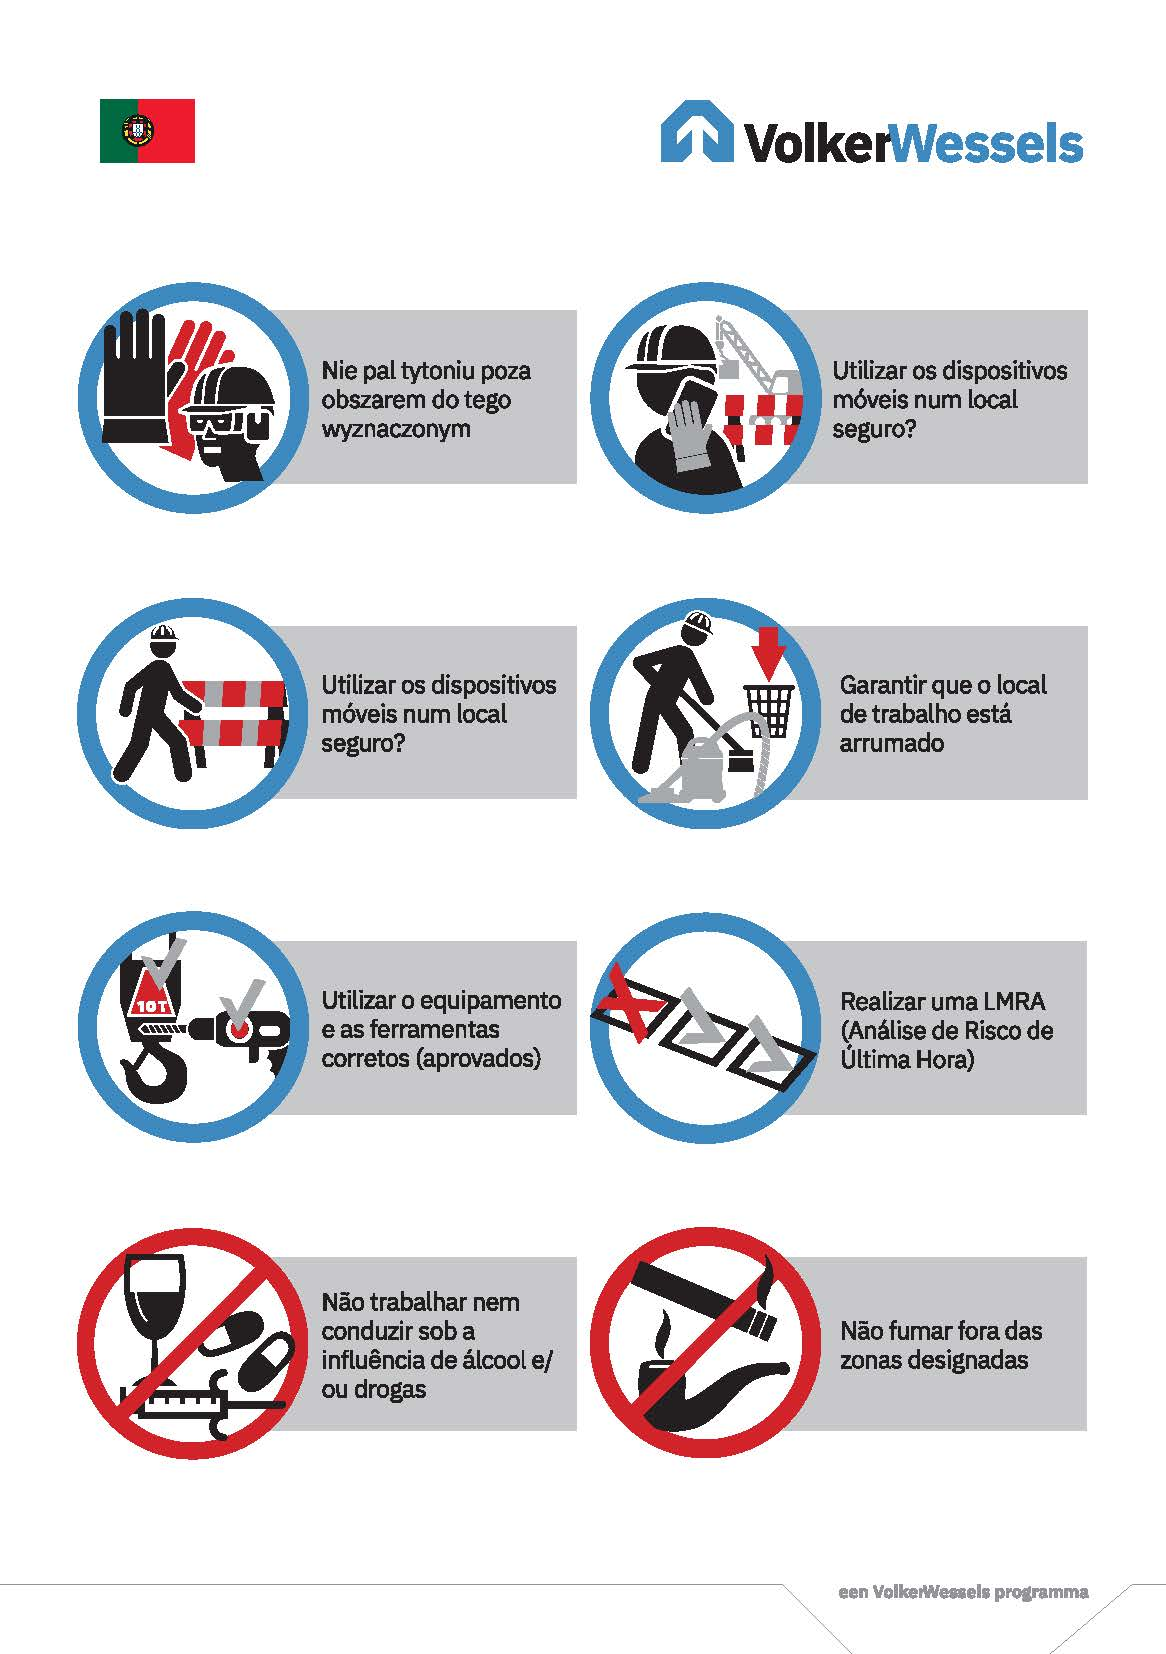 VolkerWessels
Nie pal tytoniu poza
obszarem do tego
wyznaczonym
Utilizar os dispositivos
móveis num local
seguro?
Utilizar os dispositivos
móveis num local
seguro?
Garantir que o local
de trabalho está
arrumado
10T
Utilizar o equipamento
e as ferramentas
corretos (aprovados)
Realizar uma LMRA
(Análise de Risco de
Última Hora)
Não trabalhar nem
conduzir sob a
influência de álcool e/
ou drogas
Não fumar fora das
zonas designadas
een VolkerWessels programma